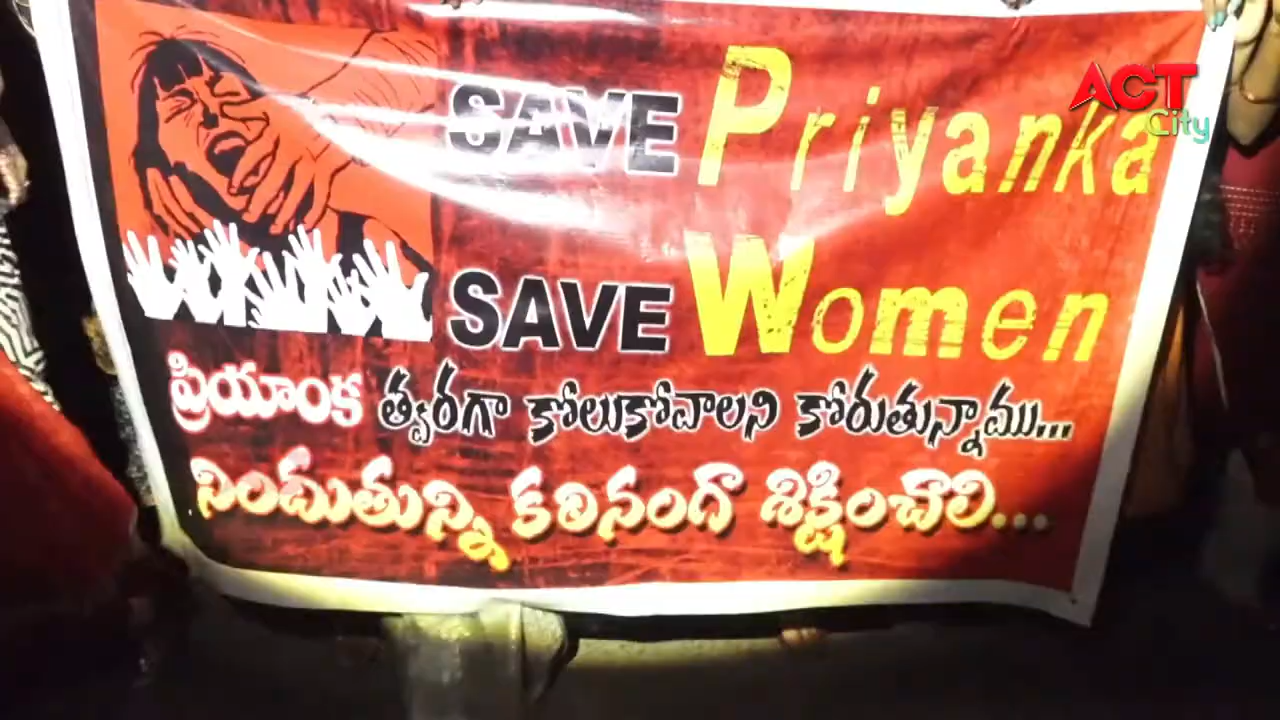 SAVE Priyanka
SAVE Women
ప్రియాంక త్వరగా కోలుకోవాలని కోరుతున్నాము...
నిందుతున్ని కఠినంగా శిక్షించాలి...
ACT
City